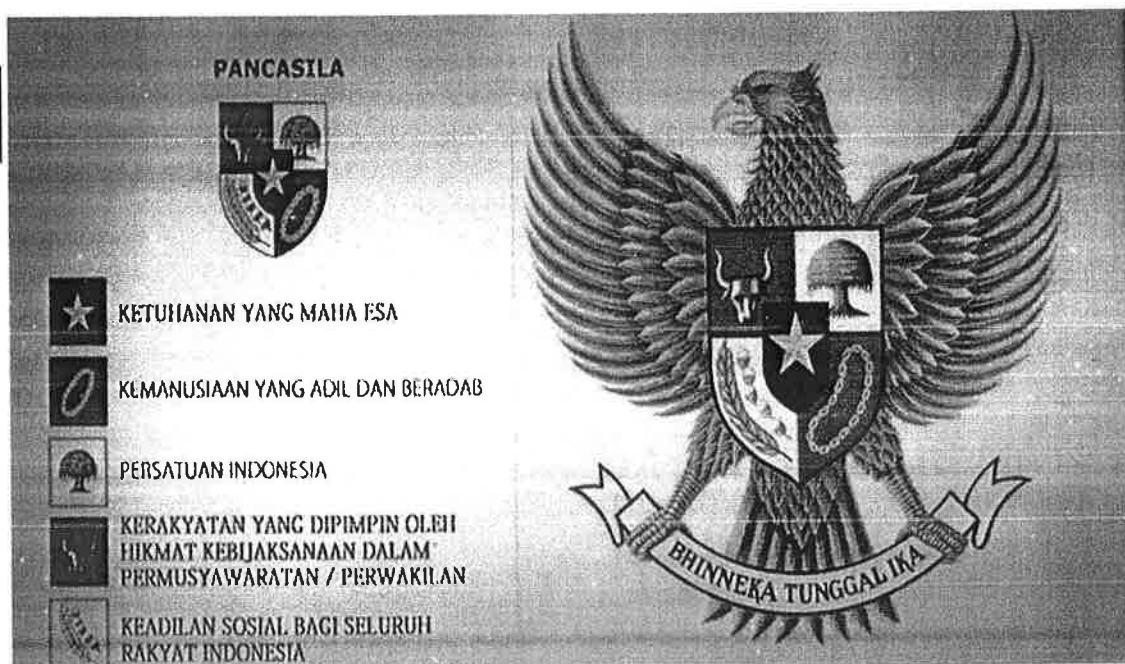 PANCASILA
KETUHANAN YANG MAHA ESA
KEMANUSIAAN YANG ADIL DAN BERADAB
PERSATUAN INDONESIA
KERAKYATAN YANG DIPIMPIN OLEH
HIKMAT KEBIJAKSANAAN DALAM
PERMUSYAWARATAN / PERWAKILAN
KEADILAN SOSIAL BAGI SELURUH
RAKYAT INDONESIA
BHINNEKA TUNGGAL IKA